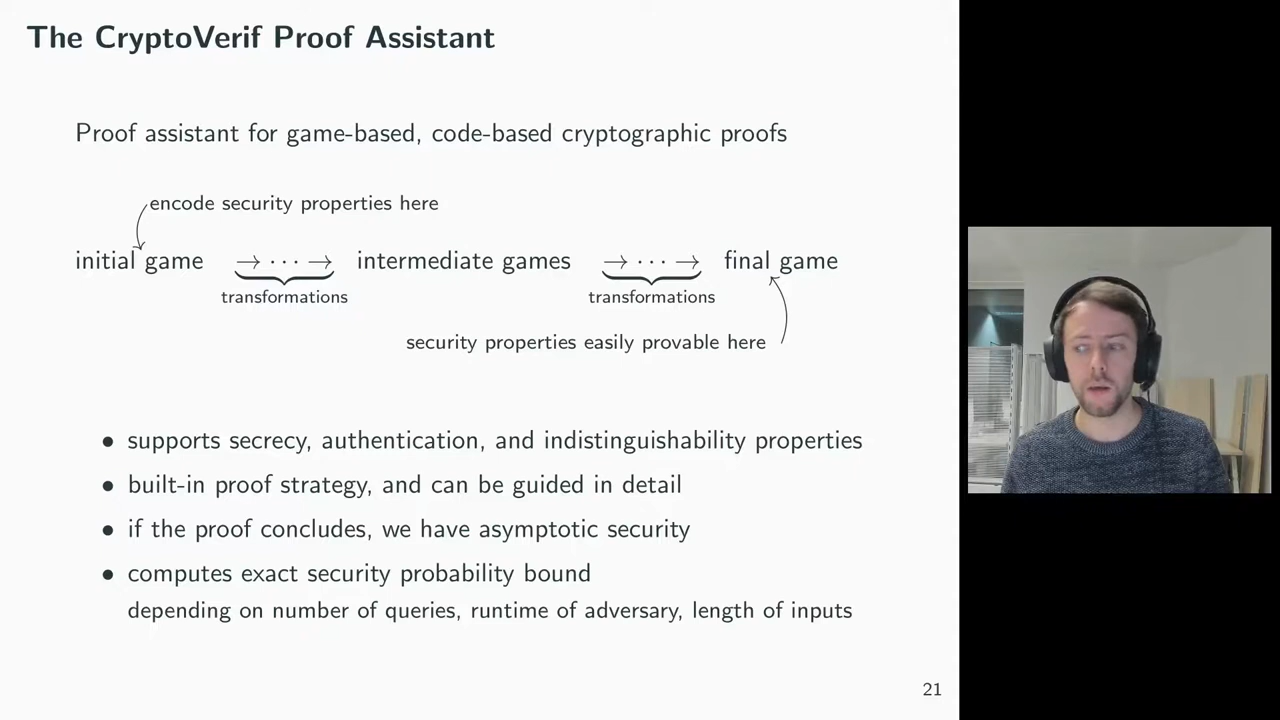 The CryptoVerif Proof Assistant
Proof assistant for game-based, code-based cryptographic proofs
encode security properties here
initial game → ··· → intermediate games → ··· → final game
transformations transformations
security properties easily provable here
• supports secrecy, authentication, and indistinguishability properties
• built-in proof strategy, and can be guided in detail
• if the proof concludes, we have asymptotic security
• computes exact security probability bound
depending on number of queries, runtime of adversary, length of inputs
21